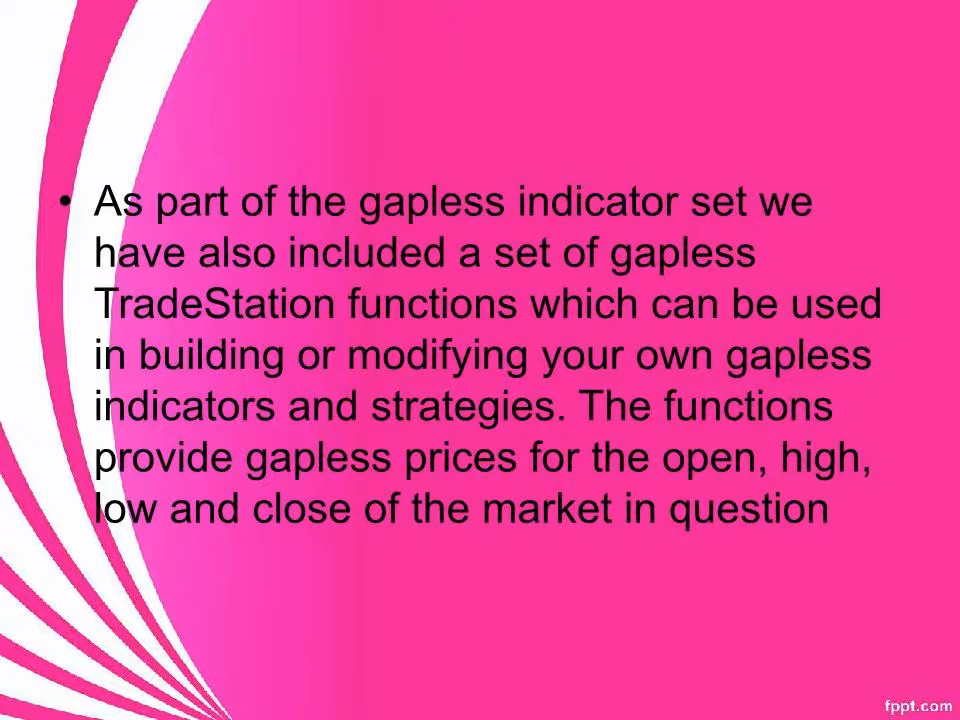 • As part of the gapless indicator set we
have also included a set of gapless
TradeStation functions which can be used
in building or modifying your own gapless
indicators and strategies. The functions
provide gapless prices for the open, high,
low and close of the market in question
fppt.com